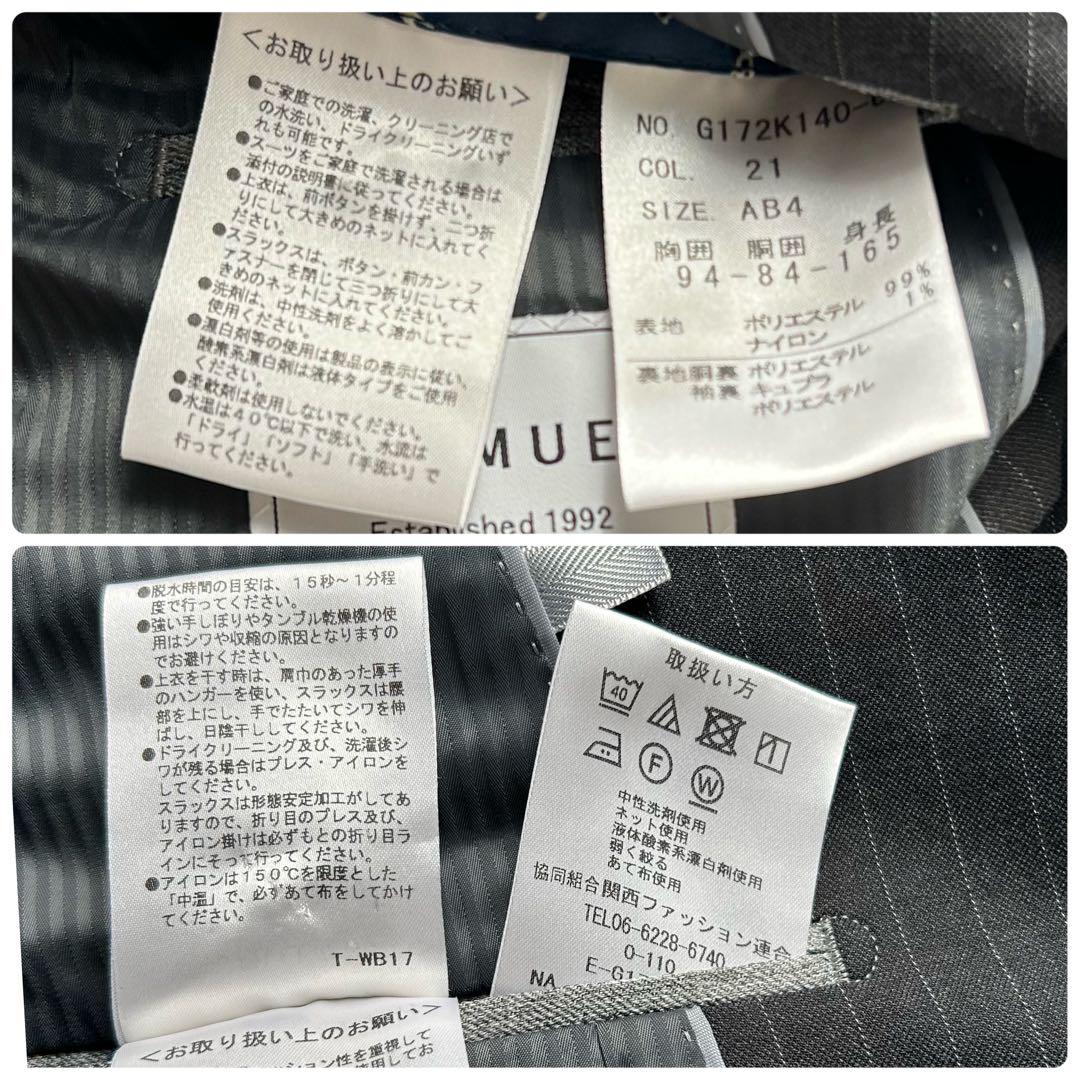 <お取り扱い上のお願い>
●ご家庭での洗濯、クリーニング店で
の水洗い、ドライクリーニングいず
れも可能です。
●スーツをご家庭で洗濯される場合は
添付の説明書に従ってください。
●上衣は、前ボタンを掛けず、二つ折
りにして大きめのネットに入れてく
ださい。
●スラックスは、ボタン・前カン・フ
ァスナーを閉じて三つ折りにして大
きめのネットに入れてください。
●洗剤は、中性洗剤をよく溶かしてご
使用ください。
●漂白剤等の使用は製品の表示に従い、
酸素系漂白剤は液体タイプをご使用
ください。
●柔軟剤は使用しないでください。
●水温は40℃以下で洗い、水流は
「ドライ」「ソフト」「手洗い」で
行ってください。
MUE
Established 1992
NO. G172K140-
COL. 21
SIZE. AB4
胸囲 胴囲 身長
94-84-165
表地 ポリエステル 99%
ナイロン 1%
裏地胴裏 ポリエステル
袖裏 キュプラ
ポリエステル
●脱水時間の目安は、15秒~1分程
度で行ってください。
●強い手しぼりやタンブル乾燥機の使
用はシワや収縮の原因となりますの
でお避けください。
●上衣を干す時は、肩巾のあった厚手
のハンガーを使い、スラックスは腰
部を上にし、手でたたいてシワを伸
ばし、日陰干ししてください。
●ドライクリーニング及び、洗濯後シ
ワが残る場合はプレス・アイロンを
してください。
スラックスは形態安定加工がしてあ
りますので、折り目のプレス及び、
アイロン掛けは必ずもとの折り目ラ
インにそって行ってください。
●アイロンは150℃を限度とした
「中温」で、必ずあて布をしてかけ
てください。
T-WB17
<お取り扱い上のお願い>
ション性を重視して
使用してお
取扱い方
40
F
W
中性洗剤使用
ネット使用
液体酸素系漂白剤使用
弱く絞る
あて布使用
協同組合関西ファッション連合
TEL06-6228-6740
0-110
NA E-G1